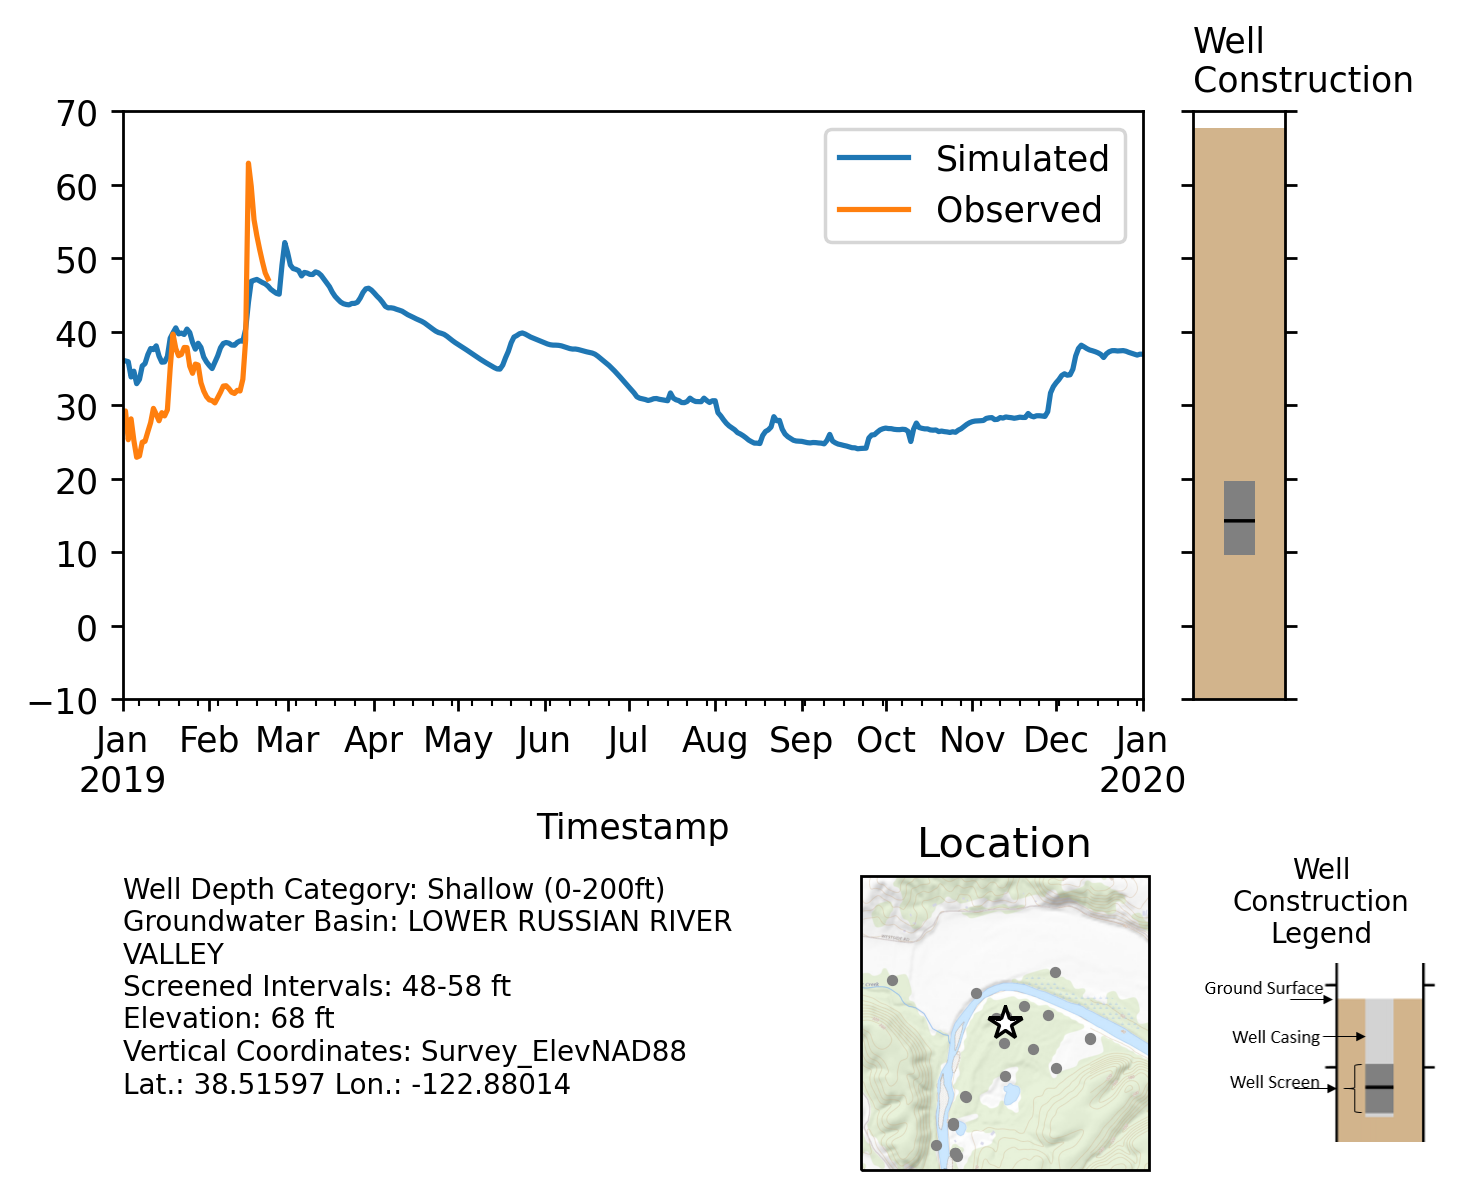 Well
Construction
70
60
50
40
30
20
10
0
−10
Simulated
Observed
Jan Feb Mar Apr May Jun Jul Aug Sep Oct Nov Dec Jan
2019 2020
Timestamp
Well Depth Category: Shallow (0-200ft)
Groundwater Basin: LOWER RUSSIAN RIVER
VALLEY
Screened Intervals: 48-58 ft
Elevation: 68 ft
Vertical Coordinates: Survey_ElevNAD88
Lat.: 38.51597 Lon.: -122.88014
Location
Well
Construction
Legend
Ground Surface
Well Casing
Well Screen